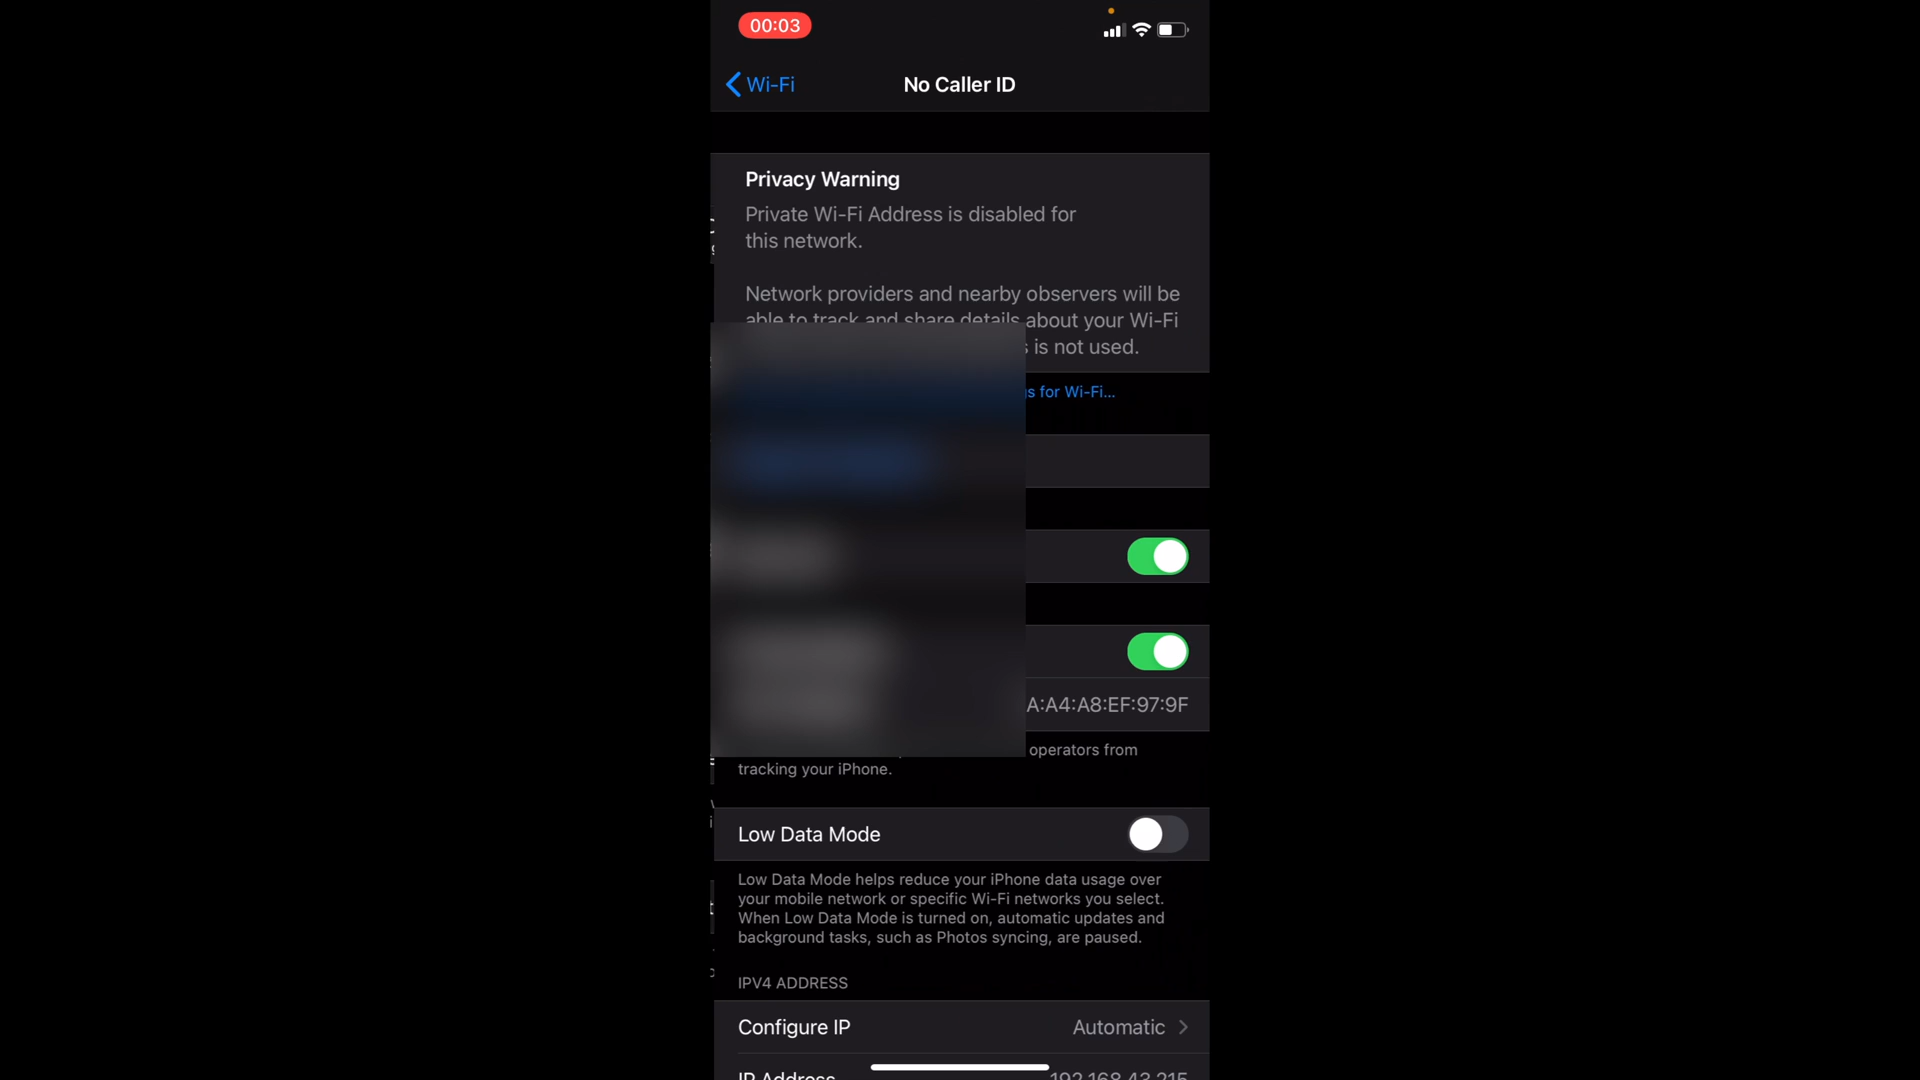 00:03
Wi-Fi
No Caller ID
Privacy Warning
Private Wi-Fi Address is disabled for
this network.
Network providers and nearby observers will be
able to track and share details about your Wi-Fi
is not used.
for Wi-Fi...
A:A4:A8:EF:97:9F
operators from
tracking your iPhone.
Low Data Mode
Low Data Mode helps reduce your iPhone data usage over
your mobile network or specific Wi-Fi networks you select.
When Low Data Mode is turned on, automatic updates and
background tasks, such as Photos syncing, are paused.
IPV4 ADDRESS
Configure IP Automatic
IP Address 192.168.43.215